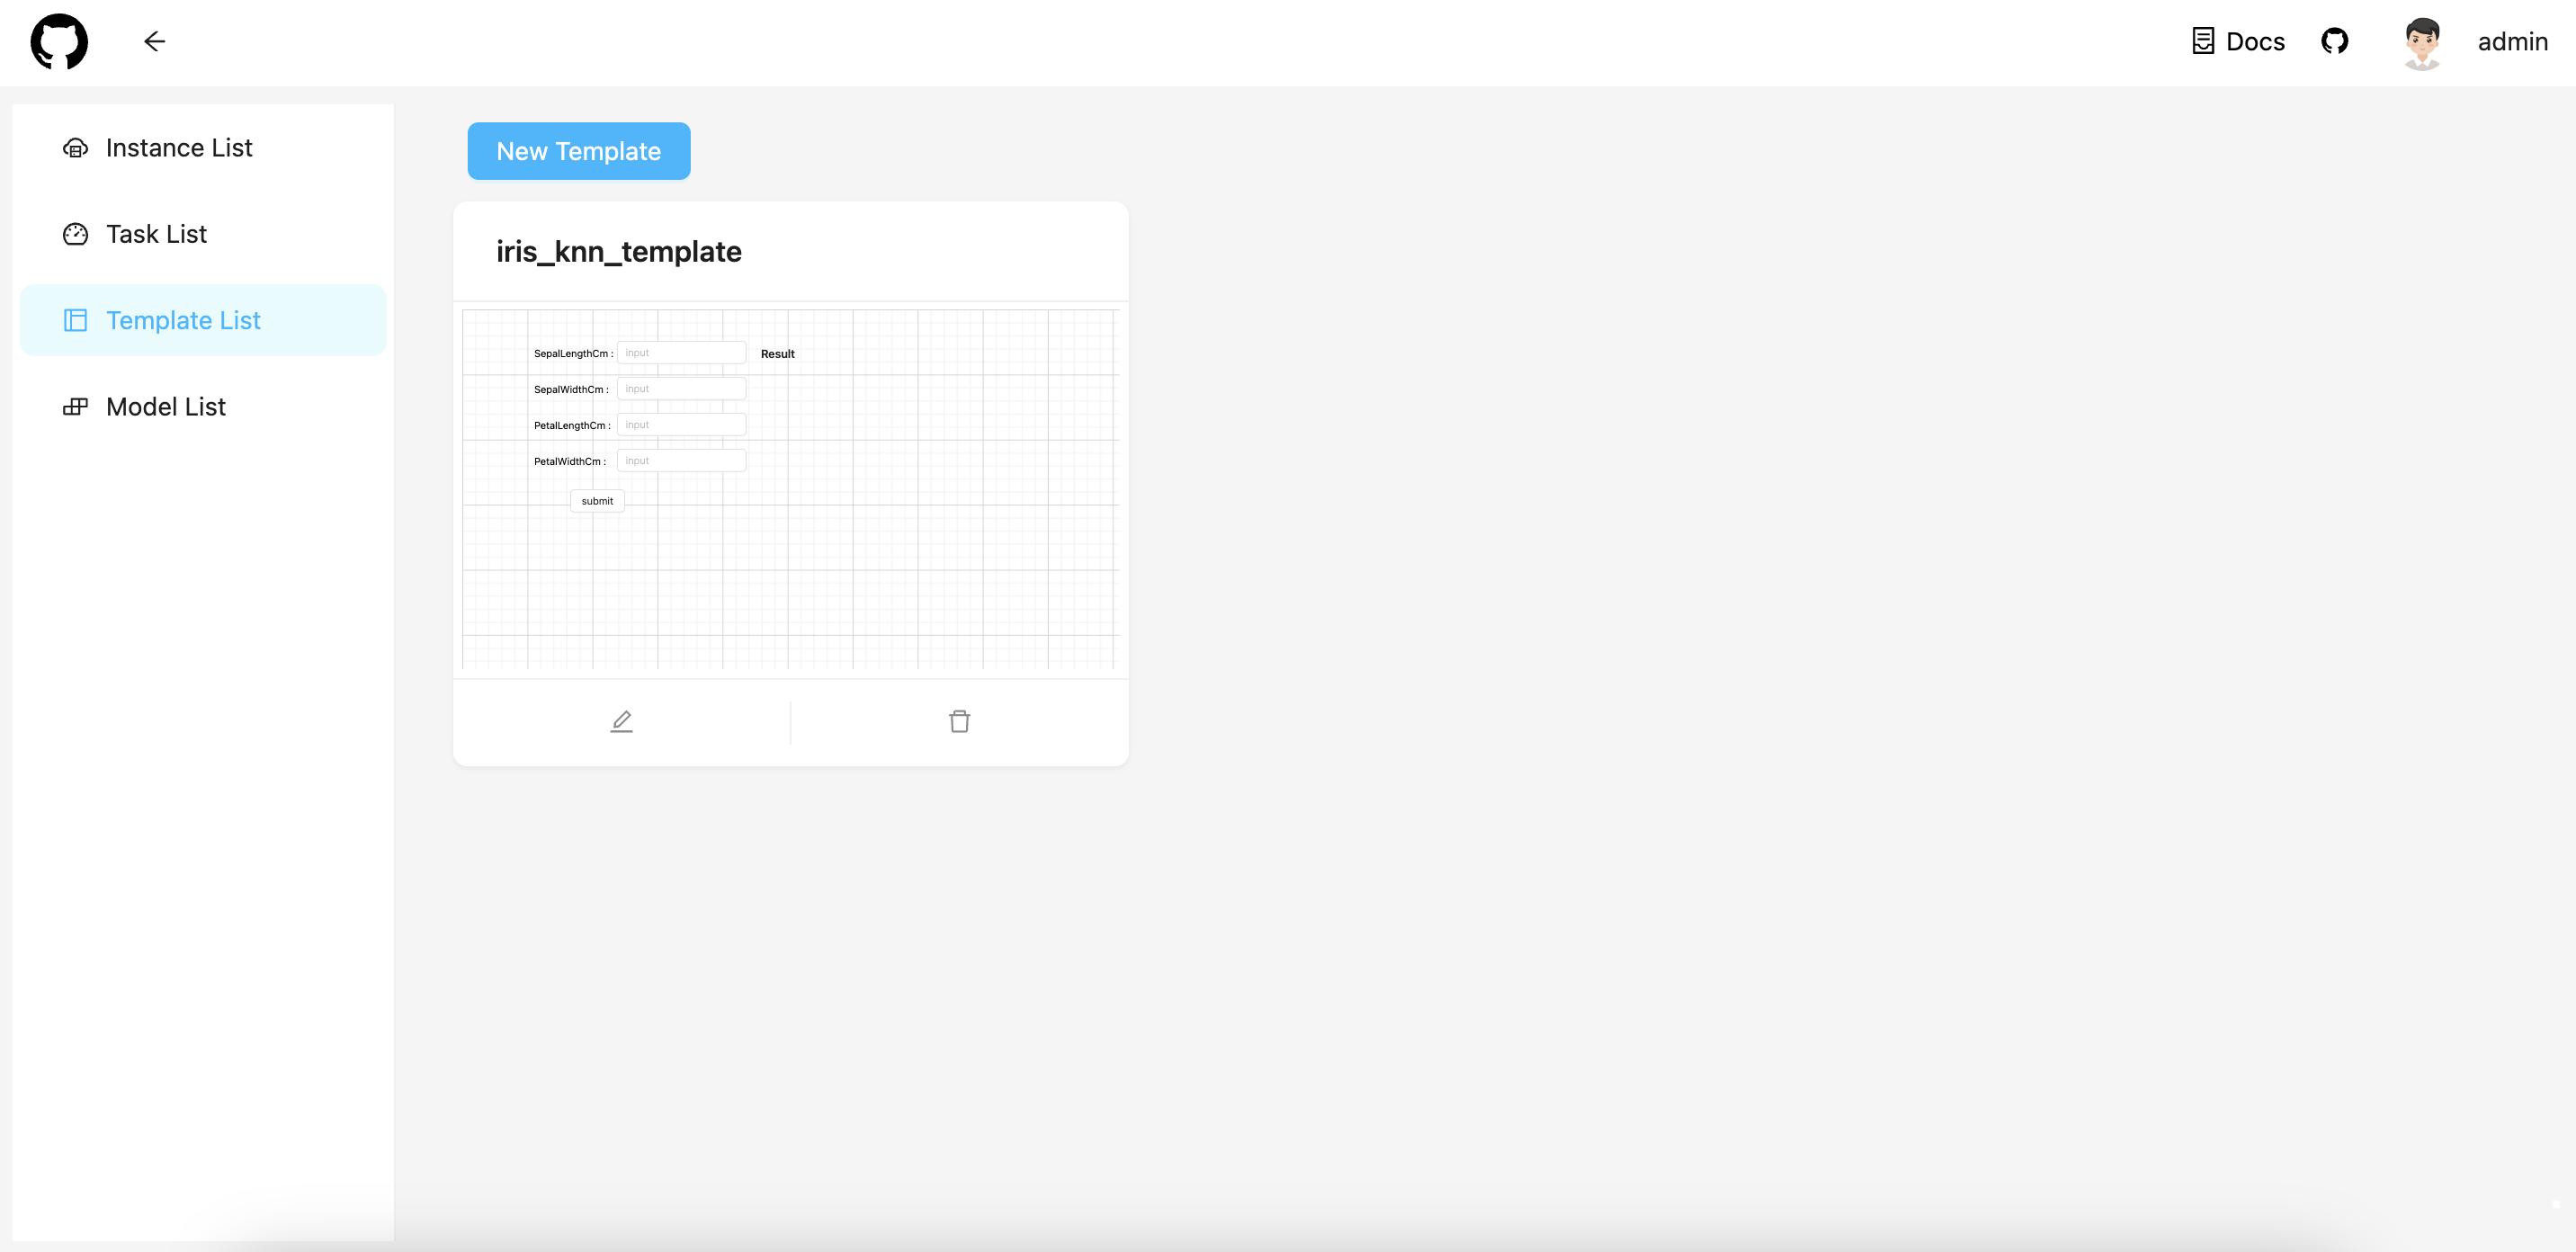 Docs
admin
Instance List
Task List
Template List
Model List
New Template
iris_knn_template
SepalLengthCm : input Result
SepalWidthCm : input
PetalLengthCm : input
PetalWidthCm : input
submit